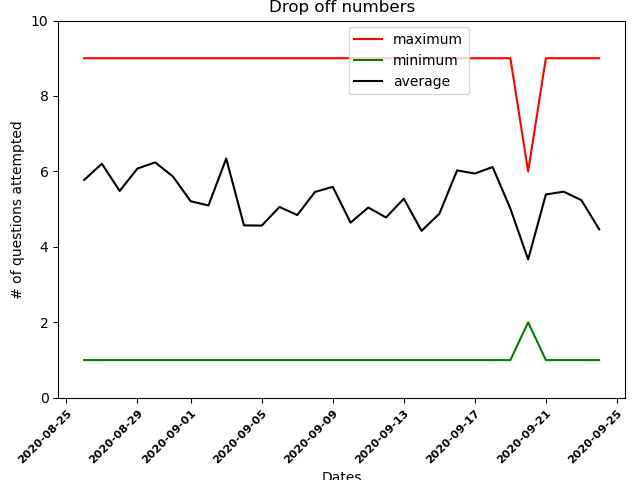 Drop off numbers
10
8
6
4
2
0
# of questions attempted
maximum
minimum
average
2020-08-25
2020-08-29
2020-09-01
2020-09-05
2020-09-09
2020-09-13
2020-09-17
2020-09-21
2020-09-25
Dates